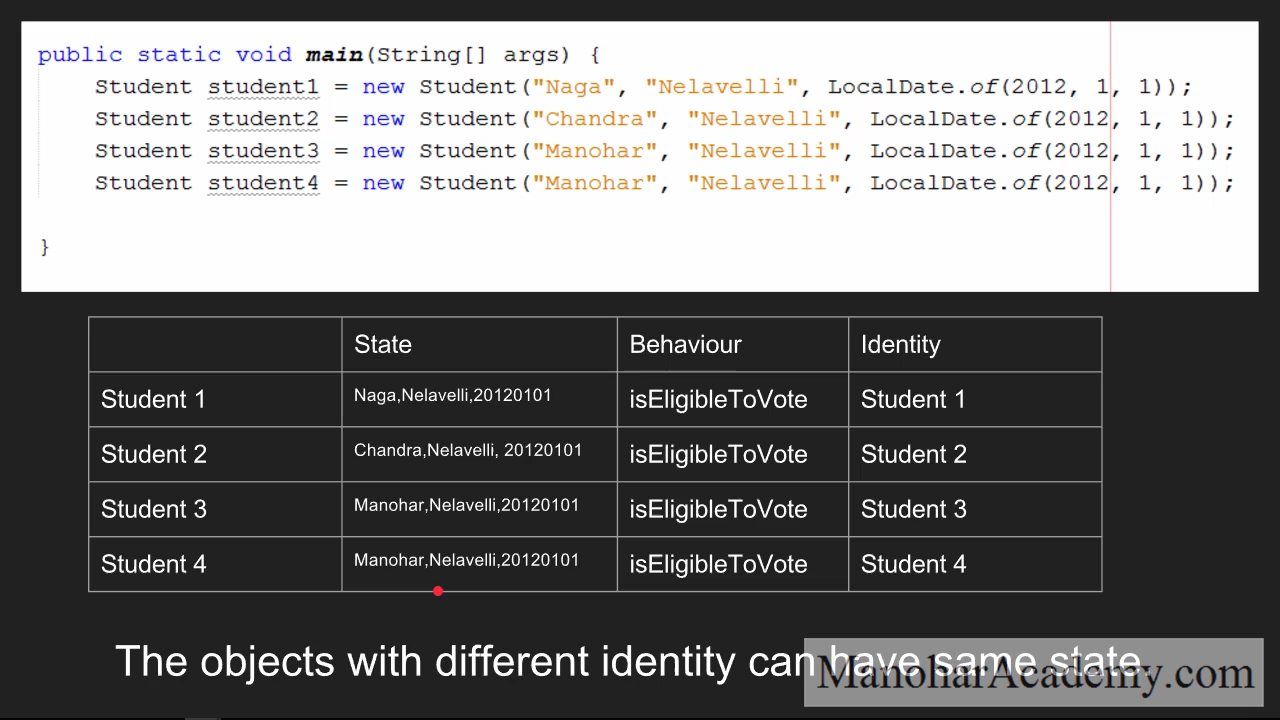 public static void main(String[] args) {
Student student1 = new Student("Naga", "Nelavelli", LocalDate.of(2012, 1, 1));
Student student2 = new Student("Chandra", "Nelavelli", LocalDate.of(2012, 1, 1));
Student student3 = new Student("Manohar", "Nelavelli", LocalDate.of(2012, 1, 1));
Student student4 = new Student("Manohar", "Nelavelli", LocalDate.of(2012, 1, 1));
}
State Behaviour Identity
Student 1 Naga,Nelavelli,20120101 isEligibleToVote Student 1
Student 2 Chandra,Nelavelli, 20120101 isEligibleToVote Student 2
Student 3 Manohar,Nelavelli,20120101 isEligibleToVote Student 3
Student 4 Manohar,Nelavelli,20120101 isEligibleToVote Student 4
The objects with different identity can have same state.
ManoharAcademy.com